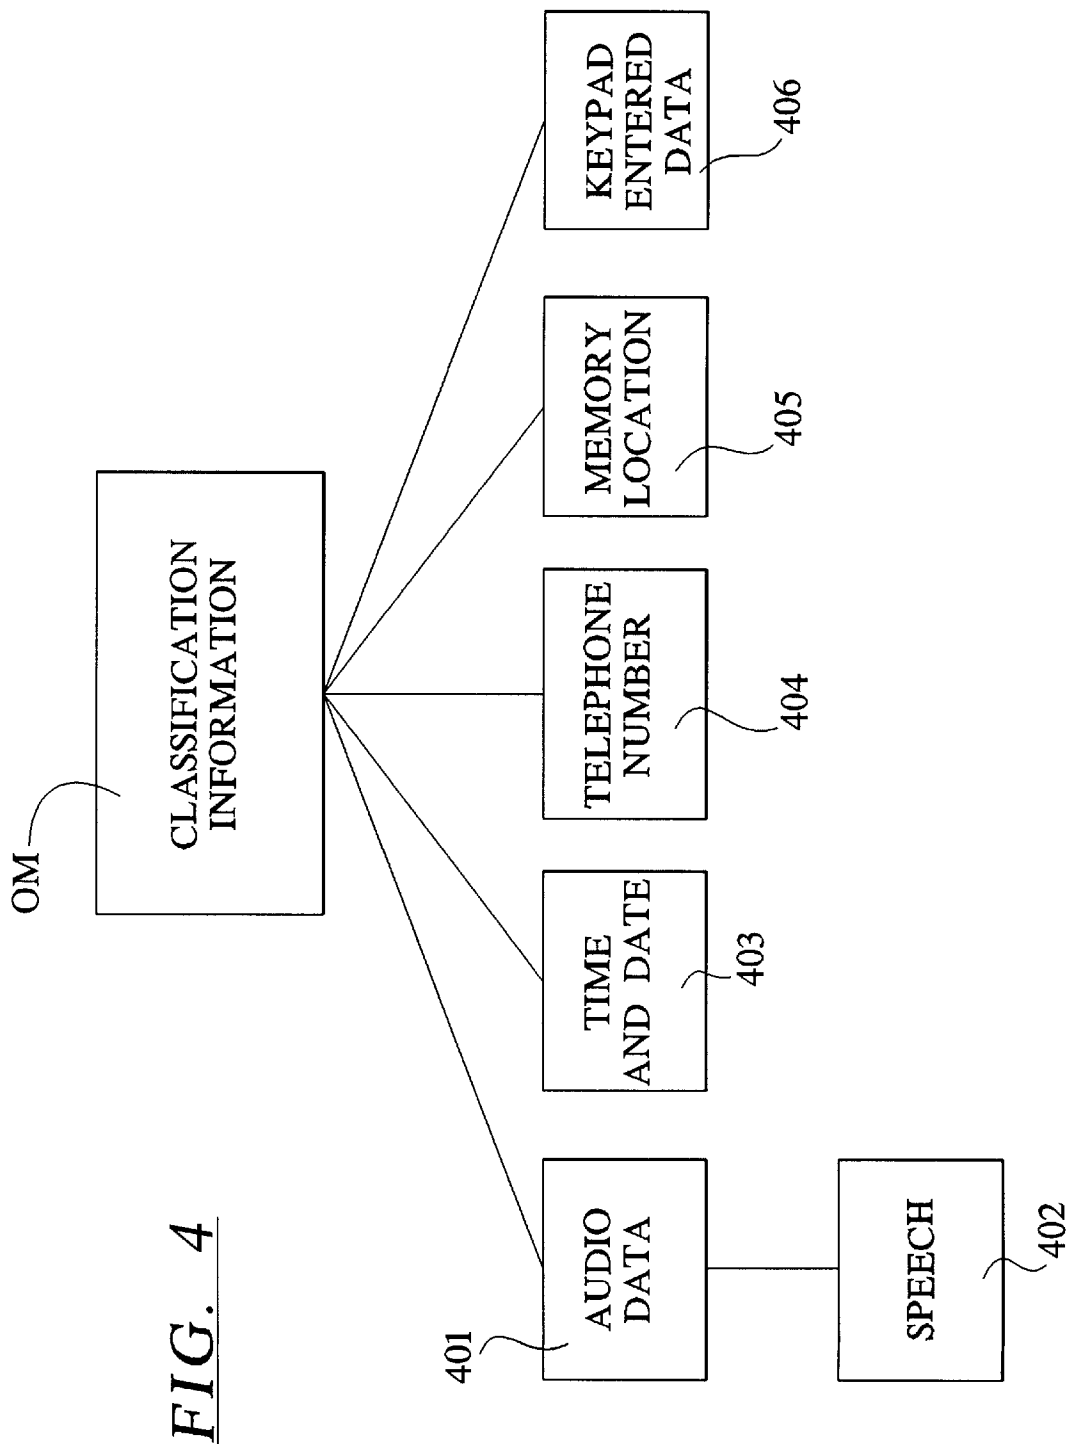 FIG. 4
OM
CLASSIFICATION
INFORMATION
401
AUDIO
DATA
TIME
AND DATE
403
TELEPHONE
NUMBER
404
MEMORY
LOCATION
405
KEYPAD
ENTERED
DATA
406
SPEECH
402